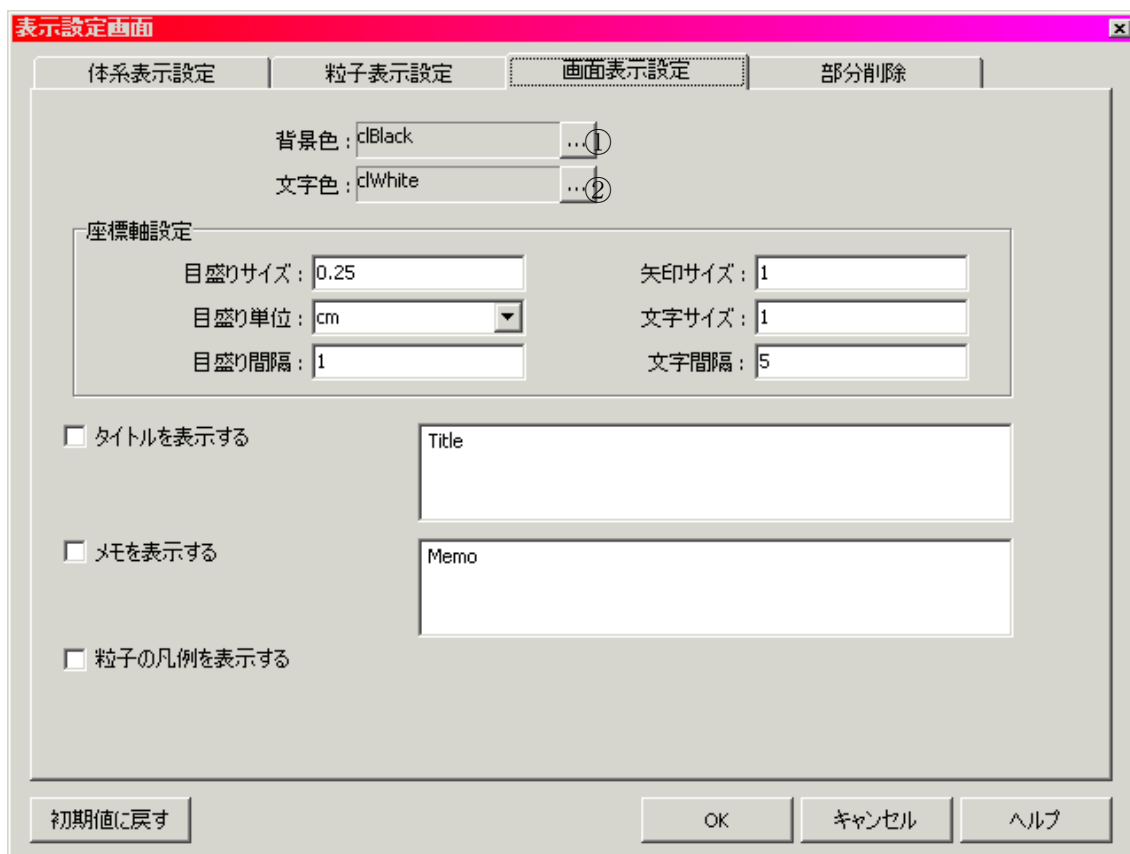 表示設定画面
体系表示設定 粒子表示設定 画面表示設定 部分削除
背景色 : clBlack ... ①
文字色 : clWhite ... ②
座標軸設定
目盛りサイズ : 0.25 矢印サイズ : 1
目盛り単位 : cm 文字サイズ : 1
目盛り間隔 : 1 文字間隔 : 5
タイトルを表示する Title
メモを表示する Memo
粒子の凡例を表示する
初期値に戻す OK キャンセル ヘルプ